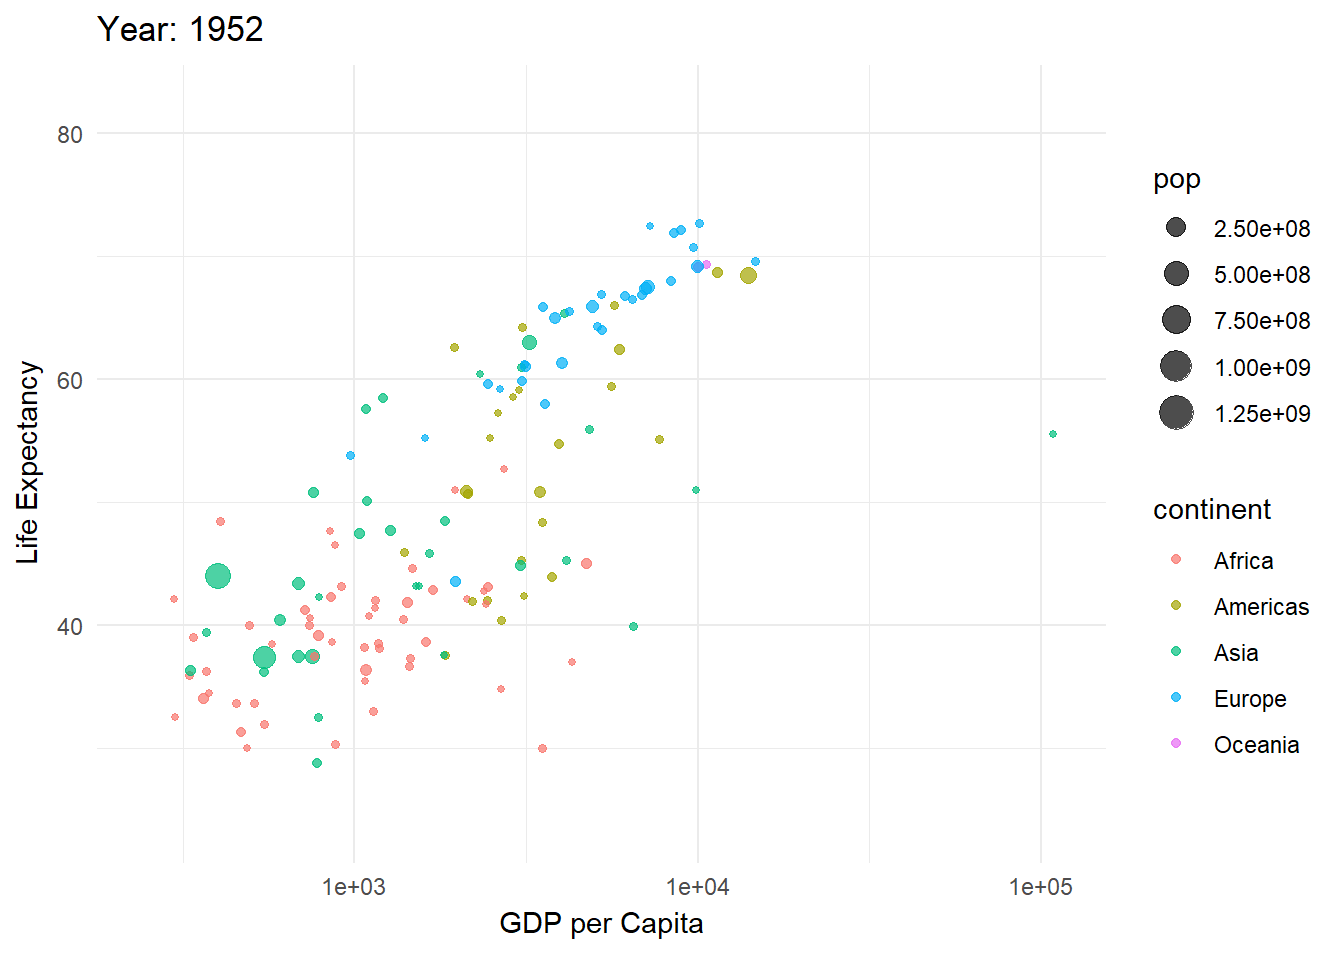 Year: 1952
80
60
40
Life Expectancy
1e+03
1e+04
1e+05
GDP per Capita
pop
2.50e+08
5.00e+08
7.50e+08
1.00e+09
1.25e+09
continent
Africa
Americas
Asia
Europe
Oceania